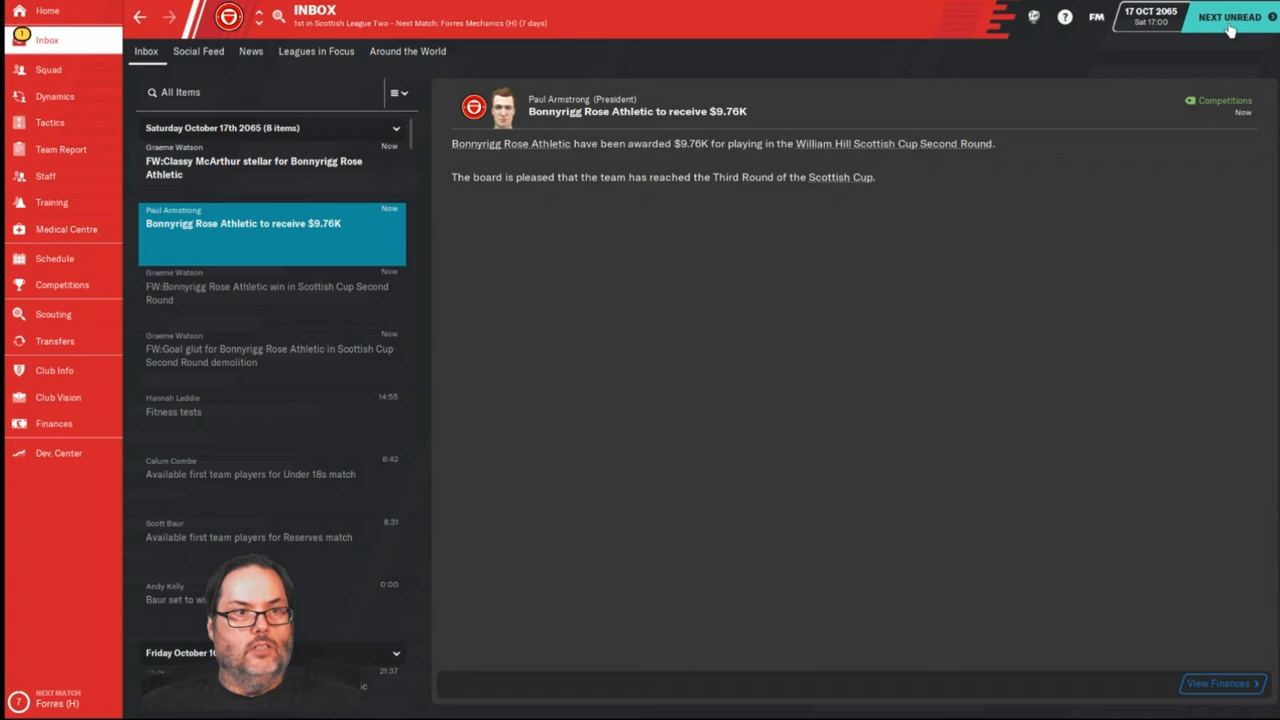 Home
INBOX
1st in Scottish League Two - Next Match: Forres Mechanics (H) (7 days)
FM
17 OCT 2065
Sat 17:00
NEXT UNREAD
1
Inbox
Squad
Dynamics
Tactics
Team Report
Staff
Training
Medical Centre
Schedule
Competitions
Scouting
Transfers
Club Info
Club Vision
Finances
Dev. Center
NEXT MATCH
7
Forres (H)
Inbox Social Feed News Leagues in Focus Around the World
All Items
Saturday October 17th 2065 (8 items)
Graeme Watson Now
FW:Classy McArthur stellar for Bonnyrigg Rose
Athletic
Paul Armstrong Now
Bonnyrigg Rose Athletic to receive $9.76K
Graeme Watson Now
FW:Bonnyrigg Rose Athletic win in Scottish Cup Second
Round
Graeme Watson Now
FW:Goal glut for Bonnyrigg Rose Athletic in Scottish Cup
Second Round demolition
Hannah Leddie 14:55
Fitness tests
Calum Combe 8:42
Available first team players for Under 18s match
Scott Baur 8:31
Available first team players for Reserves match
Andy Kelly 0:00
Baur set to wi
Friday October 1
21:37
ic
Paul Armstrong (President)
Bonnyrigg Rose Athletic to receive $9.76K
Competitions
Now
Bonnyrigg Rose Athletic have been awarded $9.76K for playing in the William Hill Scottish Cup Second Round.
The board is pleased that the team has reached the Third Round of the Scottish Cup.
View Finances